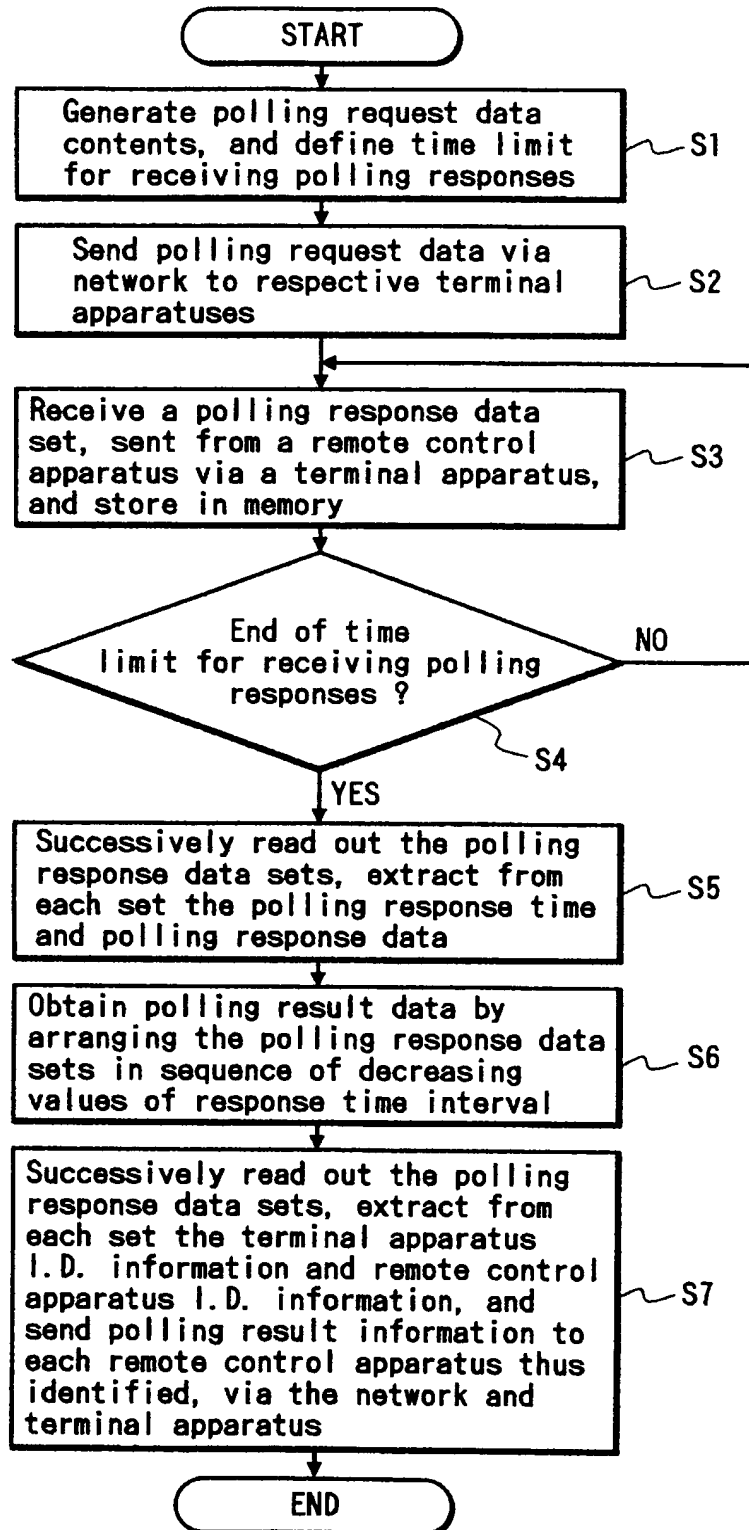 START
Generate polling request data
contents, and define time limit
for receiving polling responses
S1
Send polling request data via
network to respective terminal
apparatuses
S2
Receive a polling response data
set, sent from a remote control
apparatus via a terminal apparatus,
and store in memory
S3
End of time
limit for receiving polling
responses ?
NO
S4
YES
Successively read out the polling
response data sets, extract from
each set the polling response time
and polling response data
S5
Obtain polling result data by
arranging the polling response data
sets in sequence of decreasing
values of response time interval
S6
Successively read out the polling
response data sets, extract from
each set the terminal apparatus
I.D. information and remote control
apparatus I.D. information, and
send polling result information to
each remote control apparatus thus
identified, via the network and
terminal apparatus
S7
END